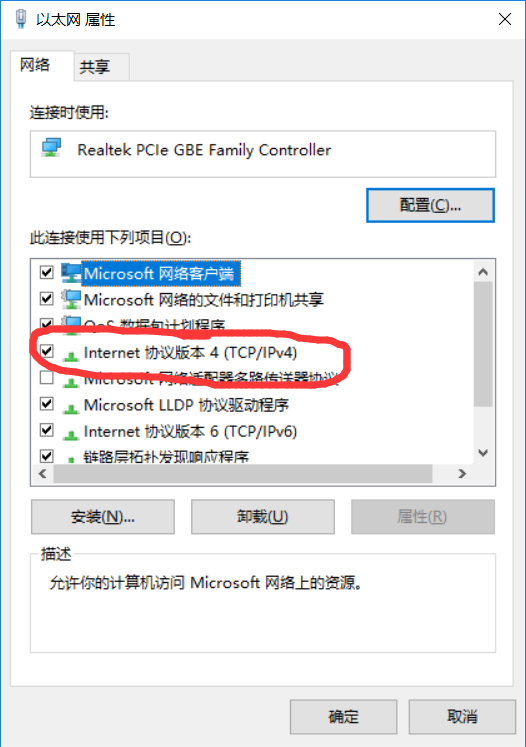 以太网 属性
网络
共享
连接时使用:
Realtek PCIe GBE Family Controller
配置(C)...
此连接使用下列项目(O):
Microsoft 网络客户端
Microsoft 网络的文件和打印机共享
QoS 数据包计划程序
Internet 协议版本 4 (TCP/IPv4)
Microsoft 网络适配器多路传送器协议
Microsoft LLDP 协议驱动程序
Internet 协议版本 6 (TCP/IPv6)
链路层拓扑发现响应程序
安装(N)...
卸载(U)
属性(R)
描述
允许你的计算机访问 Microsoft 网络上的资源。
确定
取消